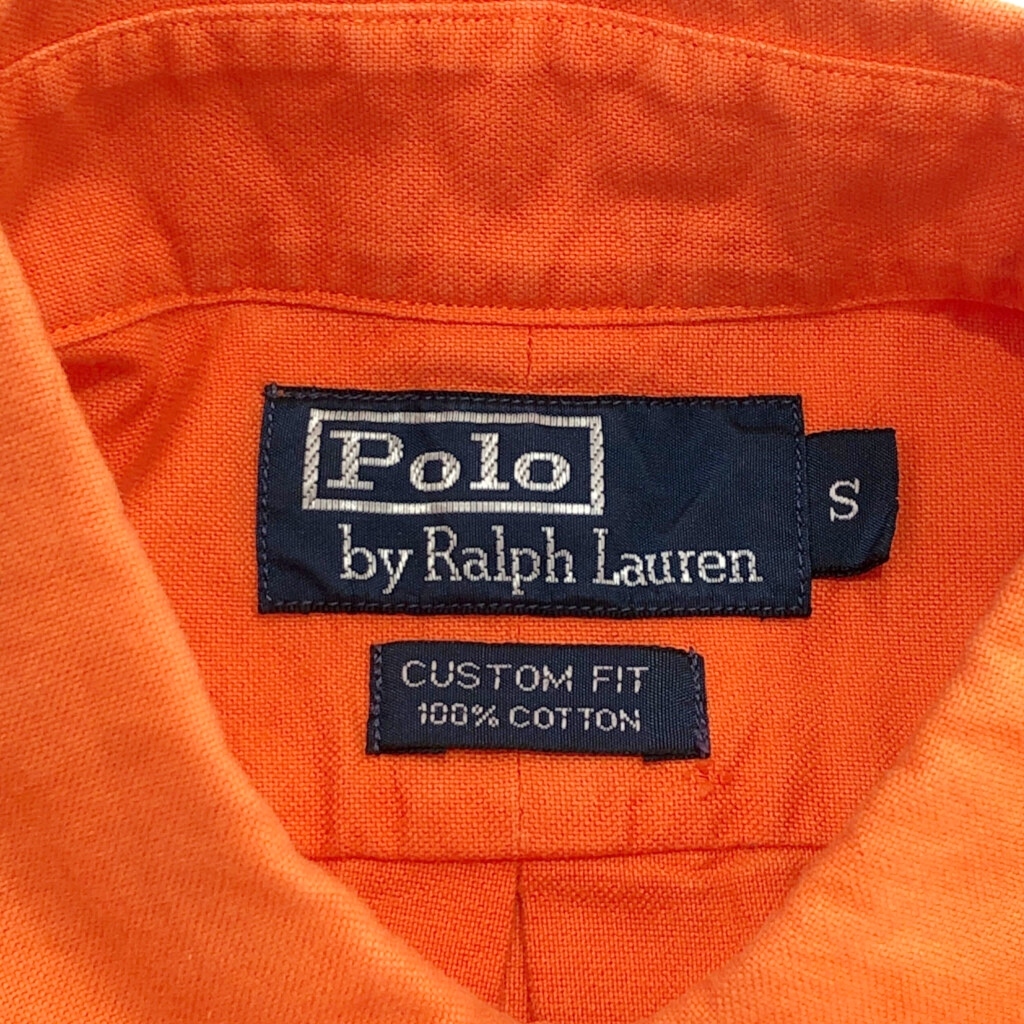 Polo
by Ralph Lauren
S
CUSTOM FIT
100% COTTON